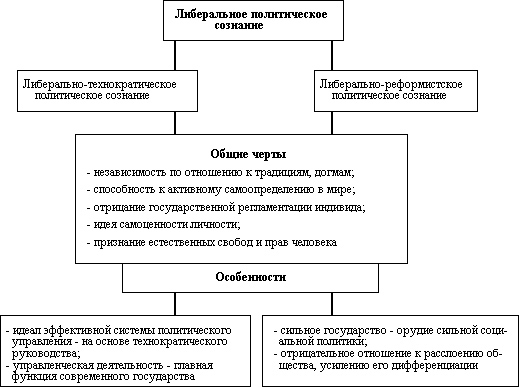 Либеральное политическое
сознание
Либерально-технократическое
политическое сознание
Либерально-реформистское
политическое сознание
Общие черты
- независимость по отношению к традициям, догмам;
- способность к активному самоопределению в мире;
- отрицание государственной регламентации индивида;
- идея самоценности личности;
- признание естественных свобод и прав человека
Особенности
- идеал эффективной системы политического
управления - на основе технократического
руководства;
- управленческая деятельность - главная
функция современного государства
- сильное государство - орудие сильной соци-
альной политики;
- отрицательное отношение к расслоению об-
щества, усилению его дифференциации